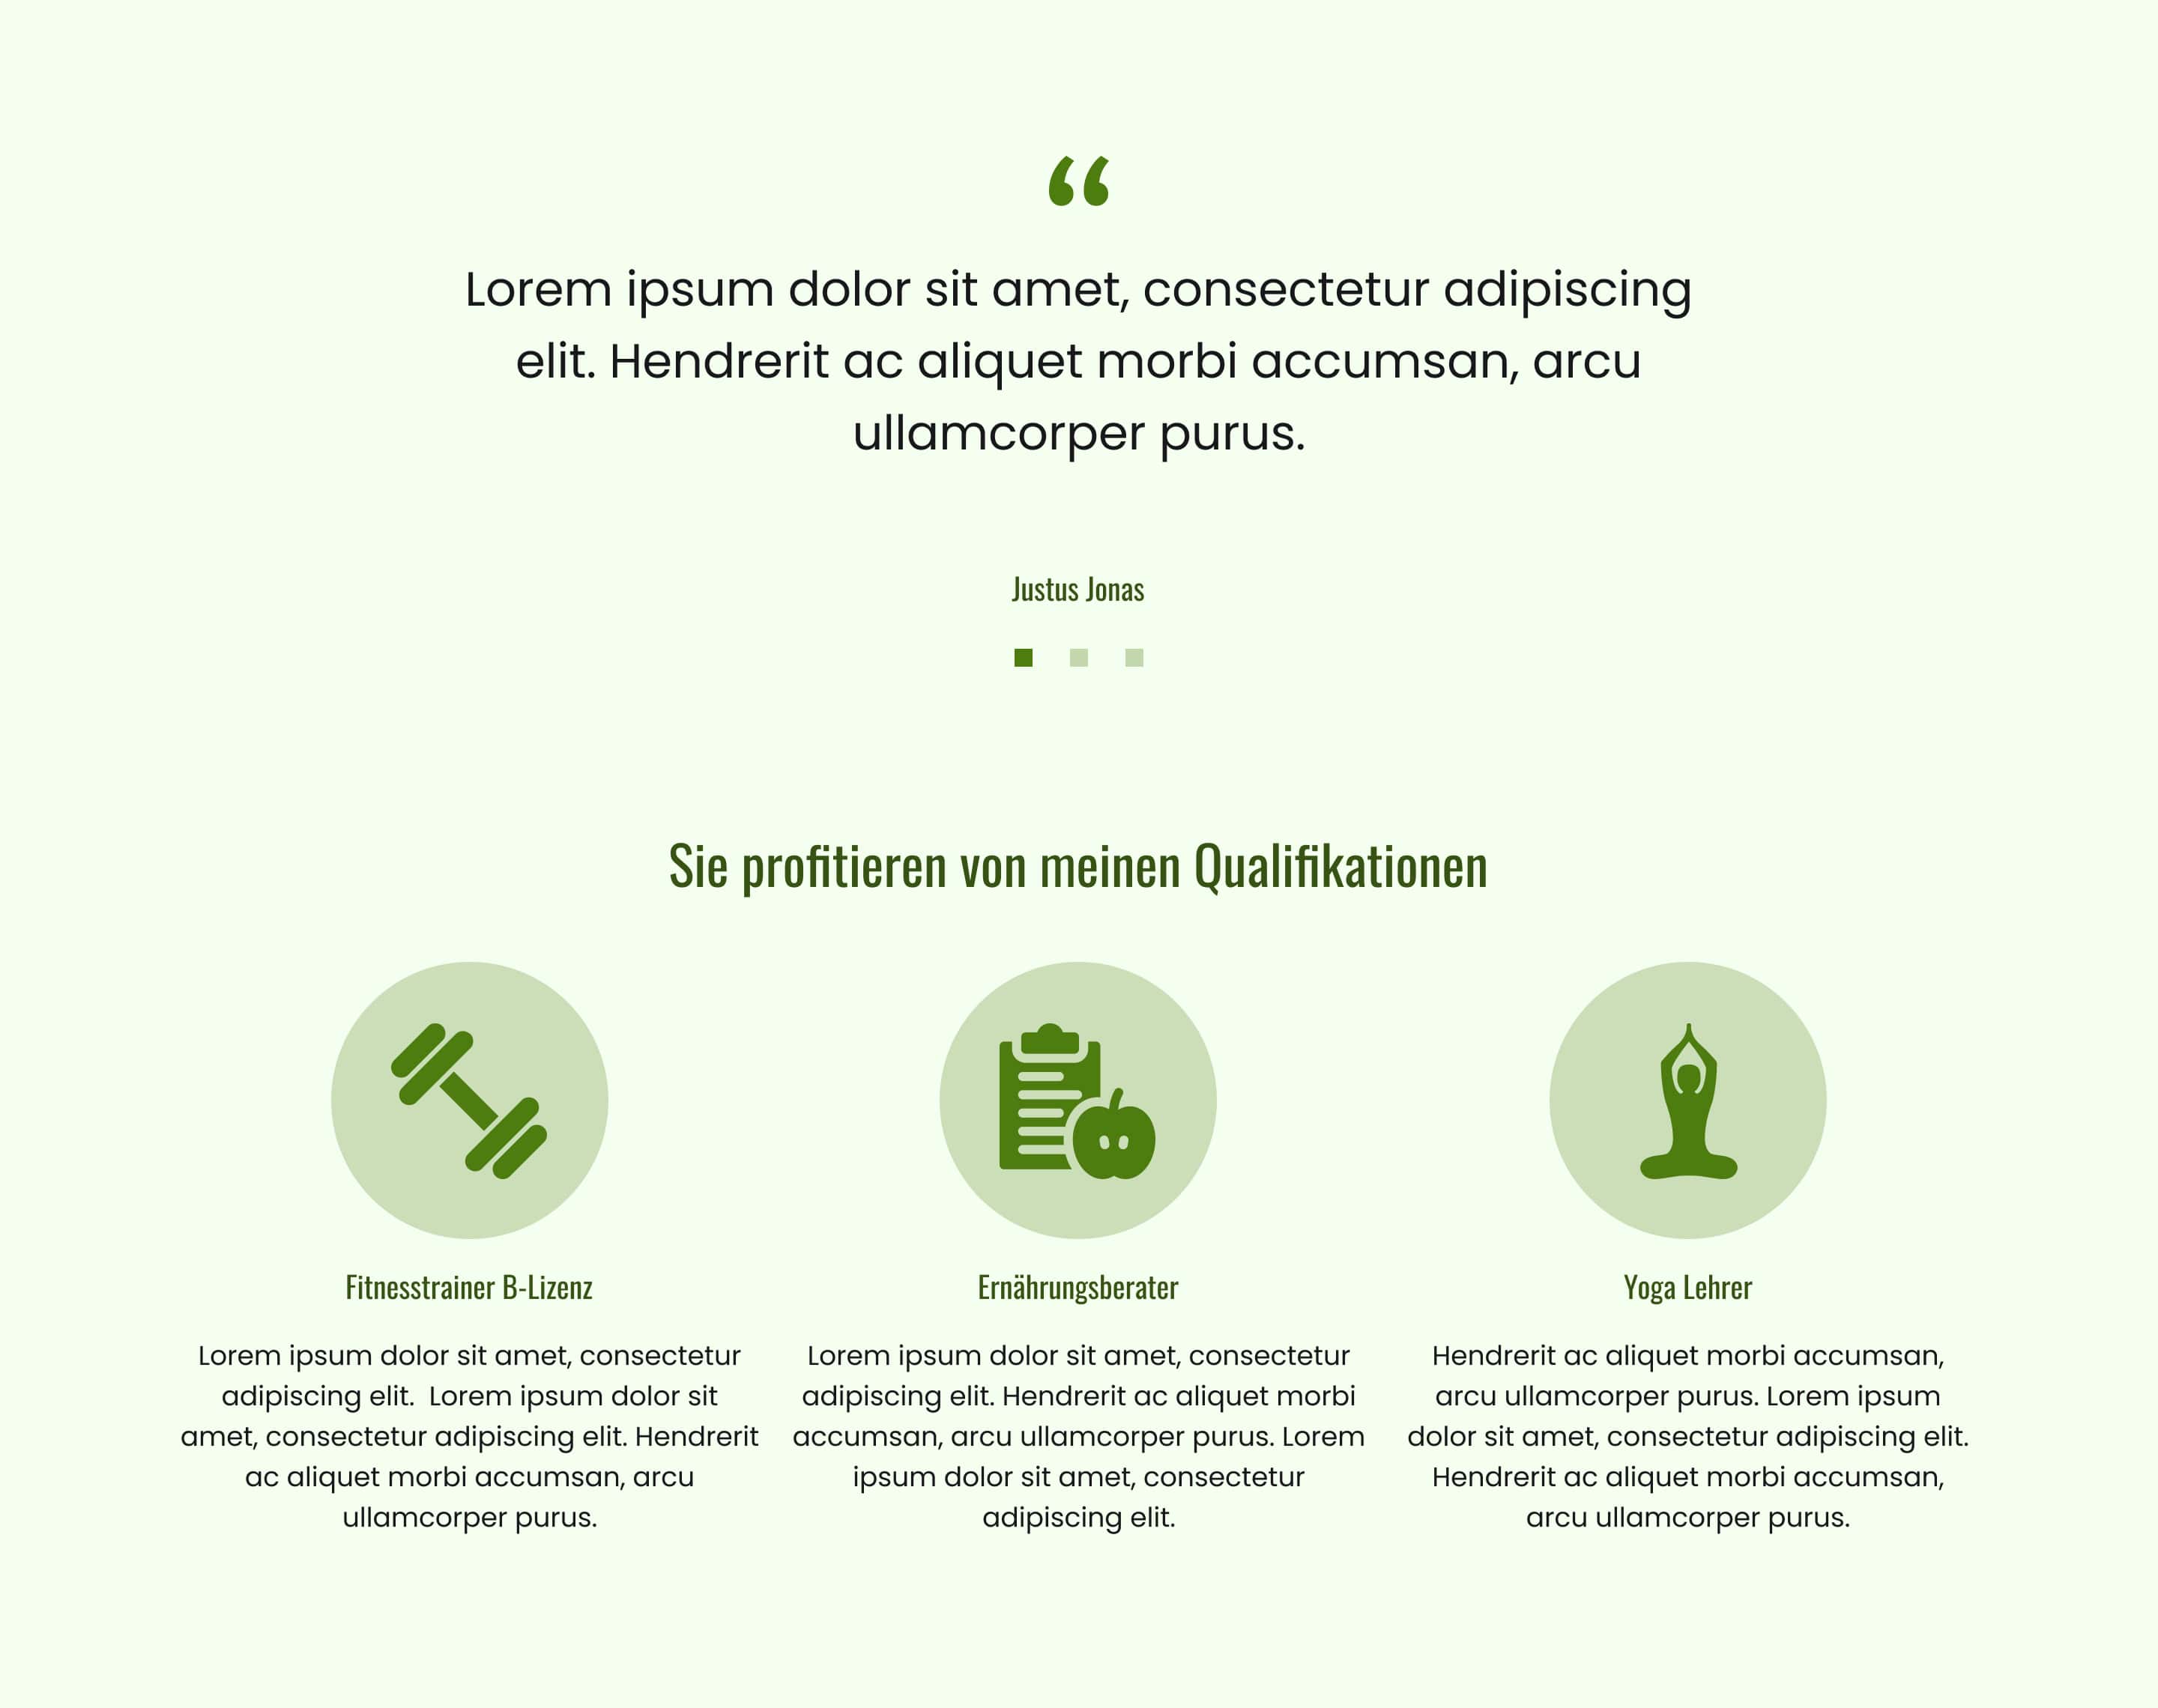 “
Lorem ipsum dolor sit amet, consectetur adipiscing
elit. Hendrerit ac aliquet morbi accumsan, arcu
ullamcorper purus.
Justus Jonas
Sie profitieren von meinen Qualifikationen
Fitnesstrainer B-Lizenz
Lorem ipsum dolor sit amet, consectetur
adipiscing elit.  Lorem ipsum dolor sit
amet, consectetur adipiscing elit. Hendrerit
ac aliquet morbi accumsan, arcu
ullamcorper purus.
Ernährungsberater
Lorem ipsum dolor sit amet, consectetur
adipiscing elit. Hendrerit ac aliquet morbi
accumsan, arcu ullamcorper purus. Lorem
ipsum dolor sit amet, consectetur
adipiscing elit.
Yoga Lehrer
Hendrerit ac aliquet morbi accumsan,
arcu ullamcorper purus. Lorem ipsum
dolor sit amet, consectetur adipiscing elit.
Hendrerit ac aliquet morbi accumsan,
arcu ullamcorper purus.